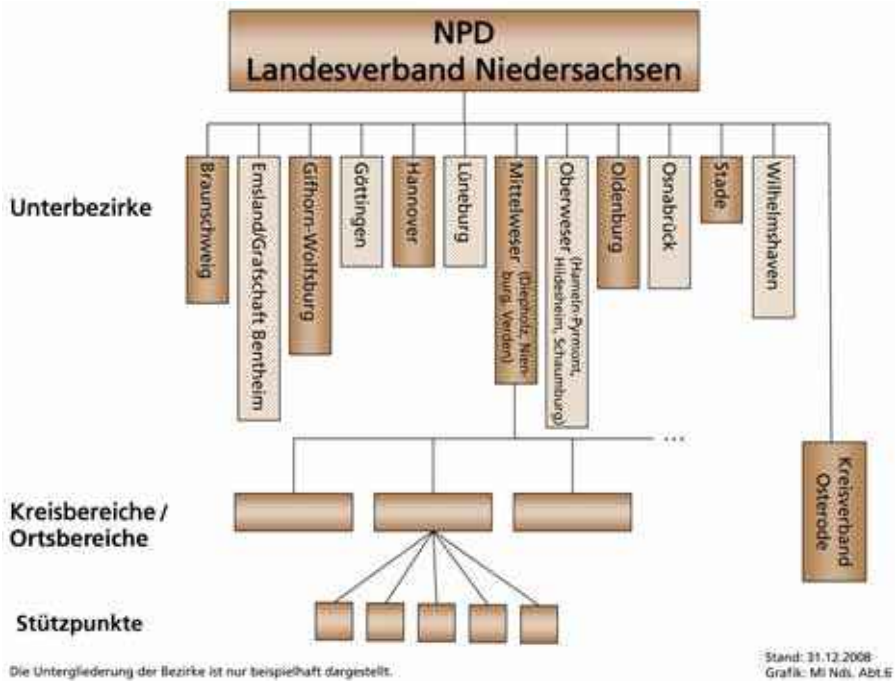 NPD
Landesverband Niedersachsen
Unterbezirke
Braunschweig
Emsland/Grafschaft Bentheim
Gifhorn-Wolfsburg
Göttingen
Hannover
Lüneburg
Mittelweser
(Diepholz, Nien-
burg, Verden)
Oberweser
(Hameln-Pyrmont,
Hildesheim, Schaumburg)
Oldenburg
Osnabrück
Stade
Wilhelmshaven
...
Kreisverband
Osterode
Kreisbereiche /
Ortsbereiche
Stützpunkte
Die Untergliederung der Bezirke ist nur beispielhaft dargestellt.
Stand: 31.12.2008
Grafik: MI Nds. Abt.6